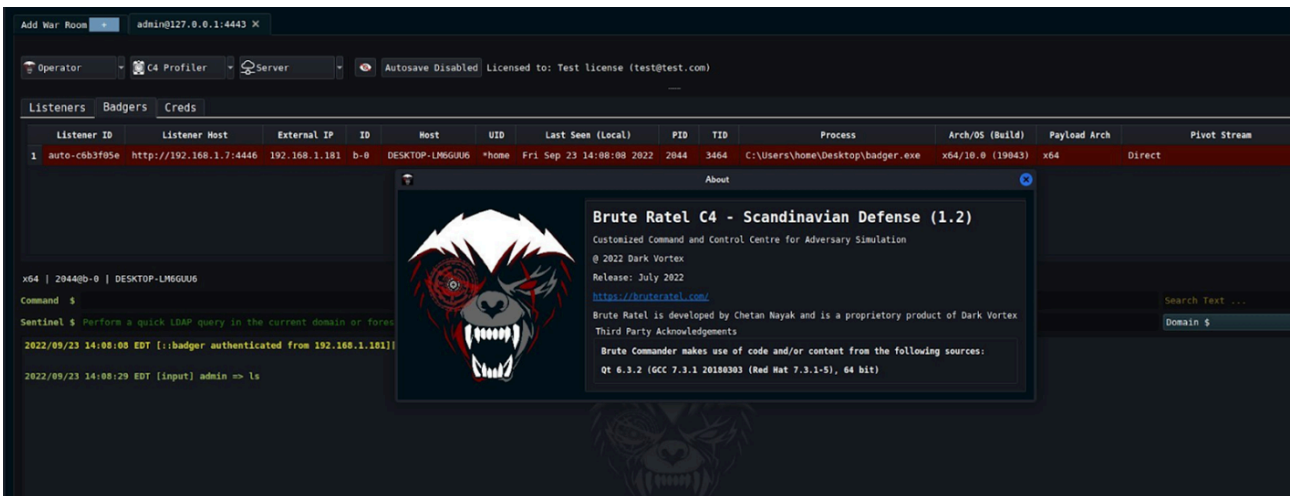 Add War Room + admin@127.0.0.1:4443 ×
Operator C4 Profiler Server Autosave Disabled Licensed to: Test license (test@test.com)
Listeners Badgers Creds
Listener ID Listener Host External IP ID Host UID Last Seen (Local) PID TID Process Arch/OS (Build) Payload Arch Pivot Stream
1 auto-c6b3f05e http://192.168.1.7:4446 192.168.1.181 b-0 DESKTOP-LM6GUU6 *home Fri Sep 23 14:08:08 2022 2044 3464 C:\Users\home\Desktop\badger.exe x64/10.0 (19043) x64 Direct
About
Brute Ratel C4 - Scandinavian Defense (1.2)
Customized Command and Control Centre for Adversary Simulation
@ 2022 Dark Vortex
Release: July 2022
https://bruteratel.com/
Brute Ratel is developed by Chetan Nayak and is a proprietory product of Dark Vortex
Third Party Acknowledgements
Brute Commander makes use of code and/or content from the following sources:
Qt 6.3.2 (GCC 7.3.1 20180303 (Red Hat 7.3.1-5), 64 bit)
x64 | 2044@b-0 | DESKTOP-LM6GUU6
Command $ Search Text ...
Sentinel $ Perform a quick LDAP query in the current domain or fores Domain $
2022/09/23 14:08:08 EDT [::badger authenticated from 192.168.1.181][
2022/09/23 14:08:29 EDT [input] admin => ls